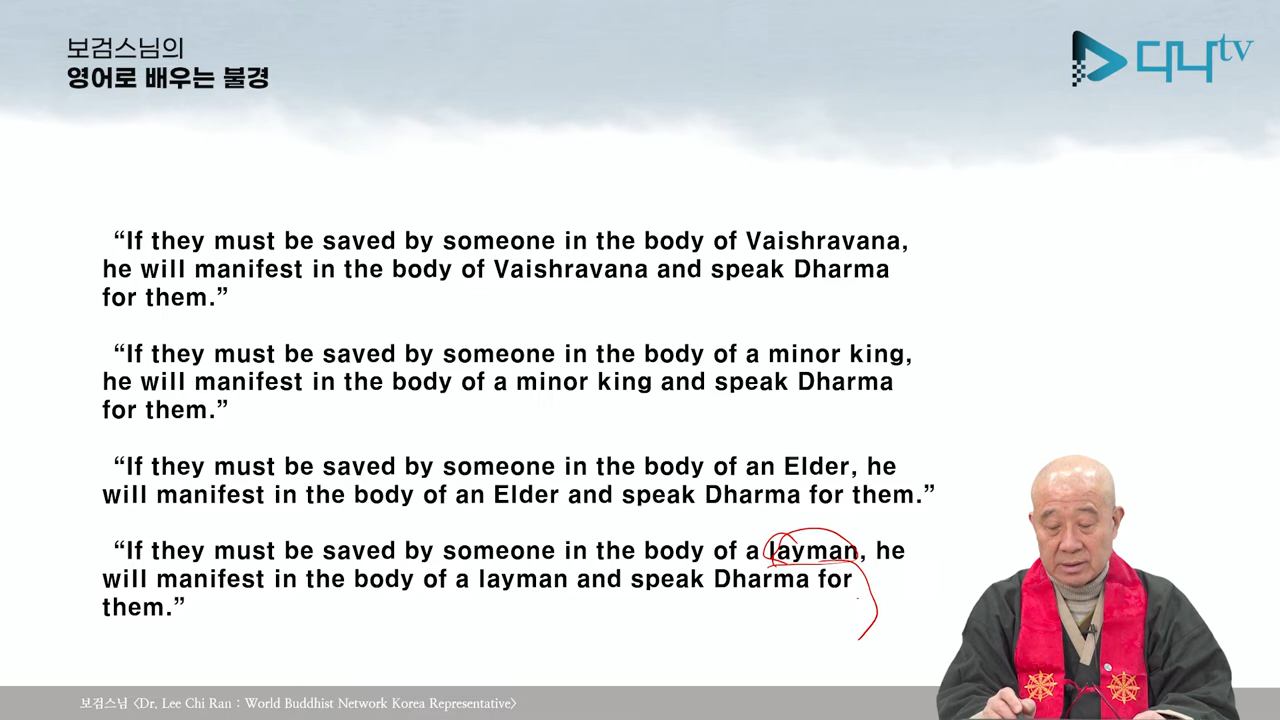 보검스님의
영어로 배우는 불경
다나tv
“If they must be saved by someone in the body of Vaishravana,
he will manifest in the body of Vaishravana and speak Dharma
for them.”
“If they must be saved by someone in the body of a minor king,
he will manifest in the body of a minor king and speak Dharma
for them.”
“If they must be saved by someone in the body of an Elder, he
will manifest in the body of an Elder and speak Dharma for them.”
“If they must be saved by someone in the body of a layman, he
will manifest in the body of a layman and speak Dharma for
them.”
보검스님 <Dr. Lee Chi Ran : World Buddhist Network Korea Representative>